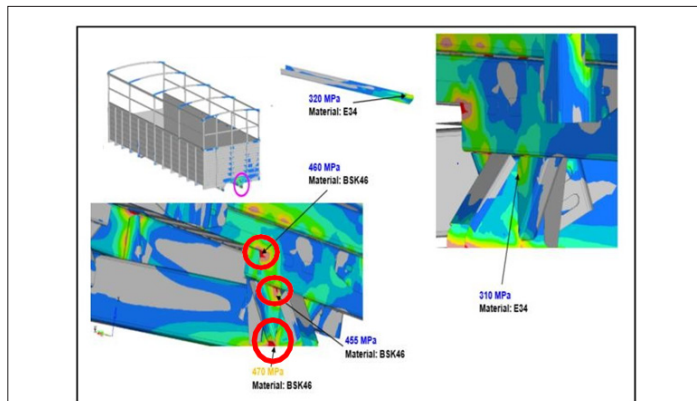 320 MPa
Material: E34
460 MPa
Material: BSK46
310 MPa
Material: E34
455 MPa
Material: BSK46
470 MPa
Material: BSK46